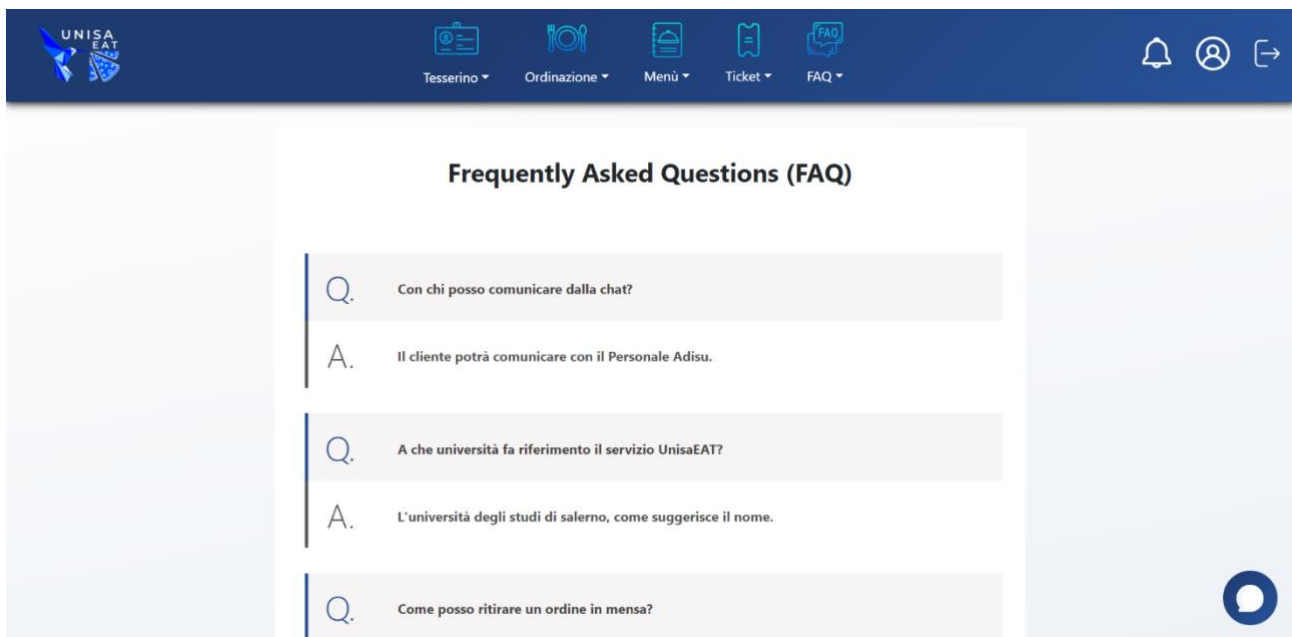 UNISA
EAT
FAQ
Tesserino
Ordinazione
Menù
Ticket
FAQ
Frequently Asked Questions (FAQ)
Q.
Con chi posso comunicare dalla chat?
A.
Il cliente potrà comunicare con il Personale Adisu.
Q.
A che università fa riferimento il servizio UnisaEAT?
A.
L'università degli studi di salerno, come suggerisce il nome.
Q.
Come posso ritirare un ordine in mensa?